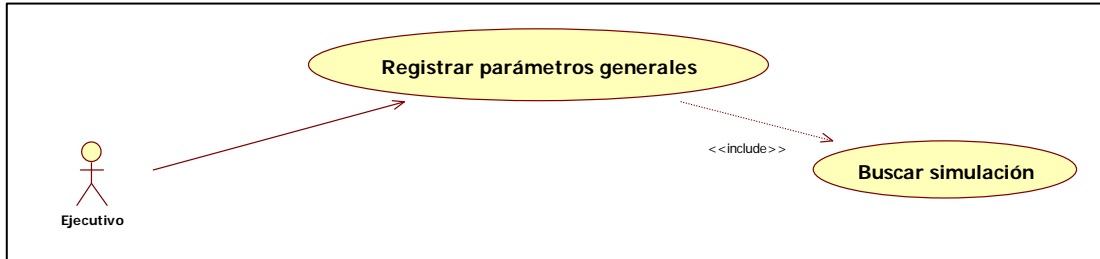 Registrar parámetros generales
<<include>>
Buscar simulación
Ejecutivo